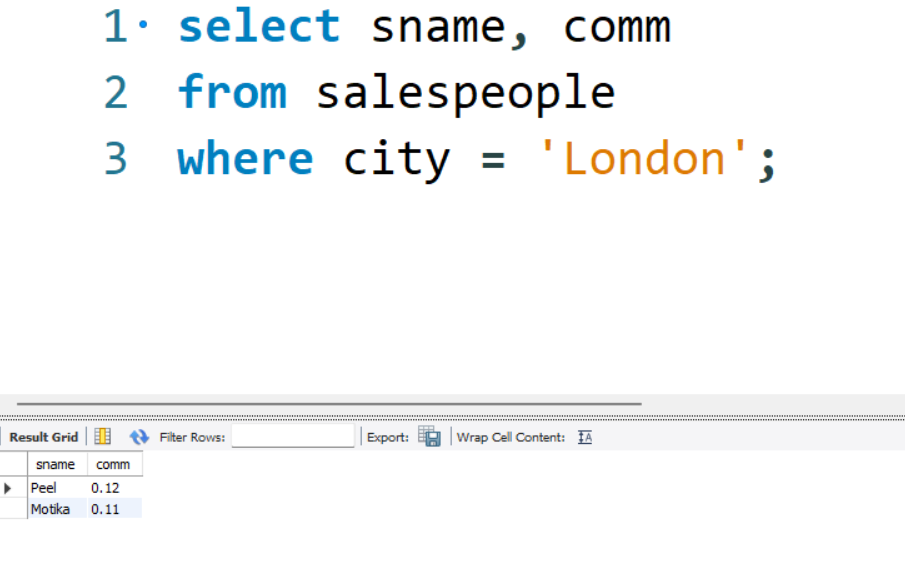 1 select sname, comm
2 from salespeople
3 where city = 'London';
Result Grid Filter Rows: Export: Wrap Cell Content: IA
sname comm
Peel 0.12
Motika 0.11